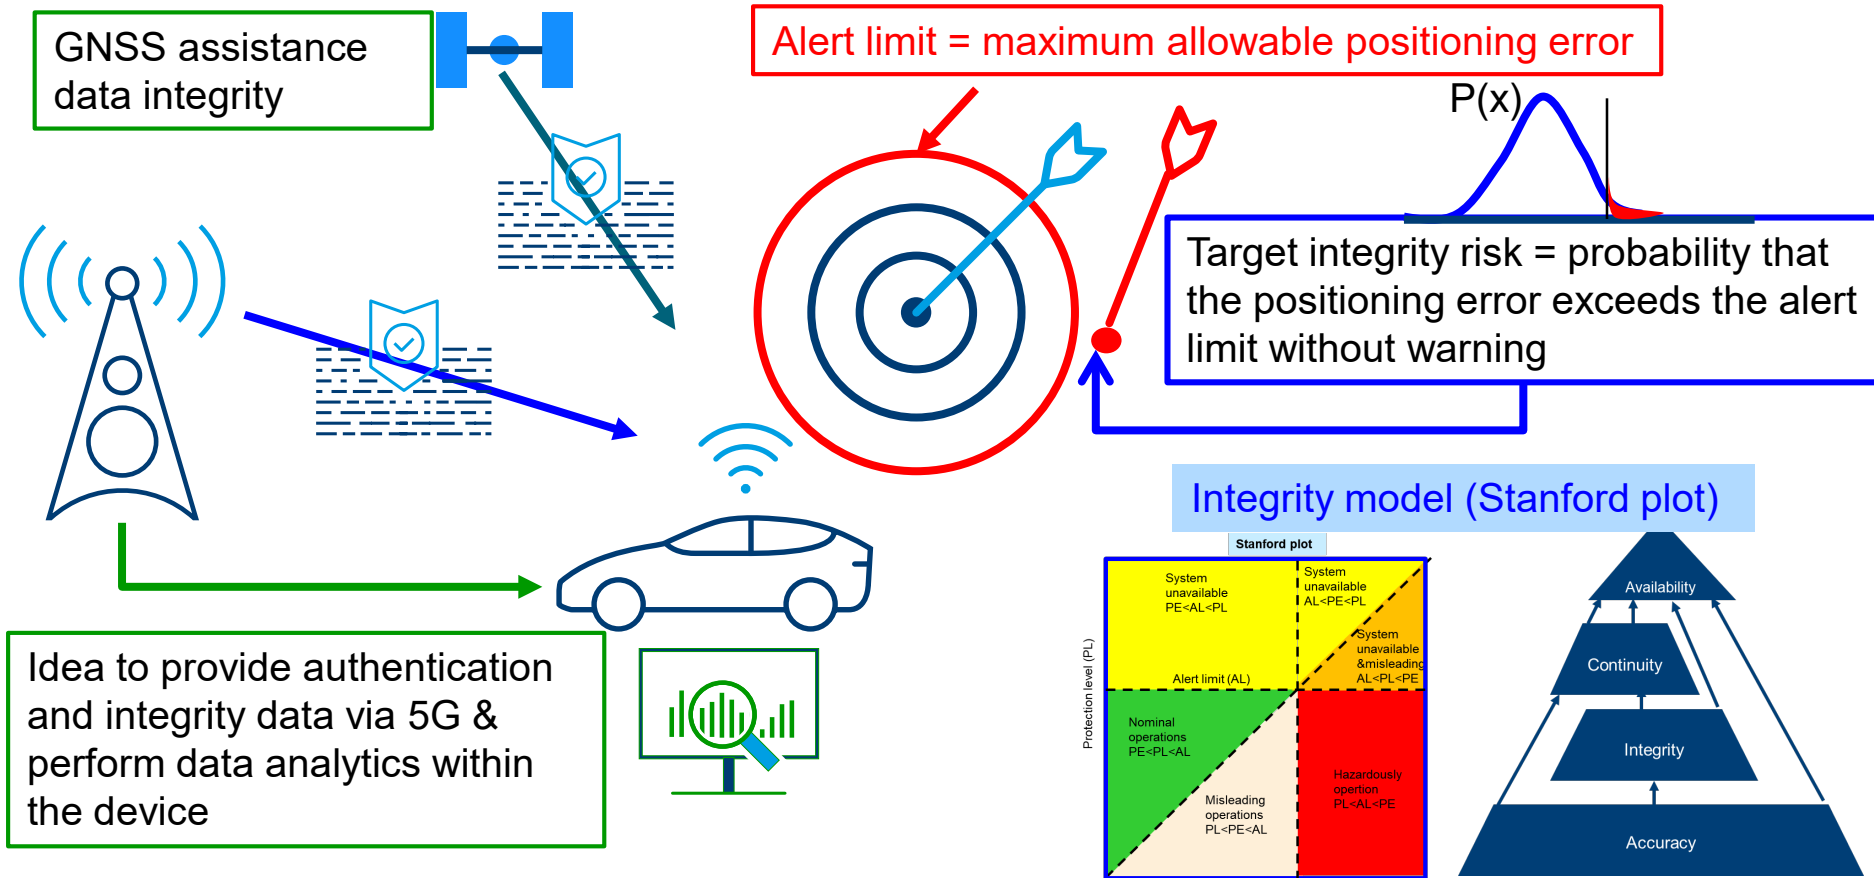 GNSS assistance
data integrity
Alert limit = maximum allowable positioning error
P(x)
Target integrity risk = probability that
the positioning error exceeds the alert
limit without warning
Idea to provide authentication
and integrity data via 5G &
perform data analytics within
the device
Integrity model (Stanford plot)
Stanford plot
System
unavailable
PE<AL<PL
System
unavailable
AL<PE<PL
System
unavailable
&misleading
AL<PL<PE
Alert limit (AL)
Protection level (PL)
Nominal
operations
PE<PL<AL
Misleading
operations
PL<PE<AL
Hazardously
opertion
PL<AL<PE
Availability
Continuity
Integrity
Accuracy